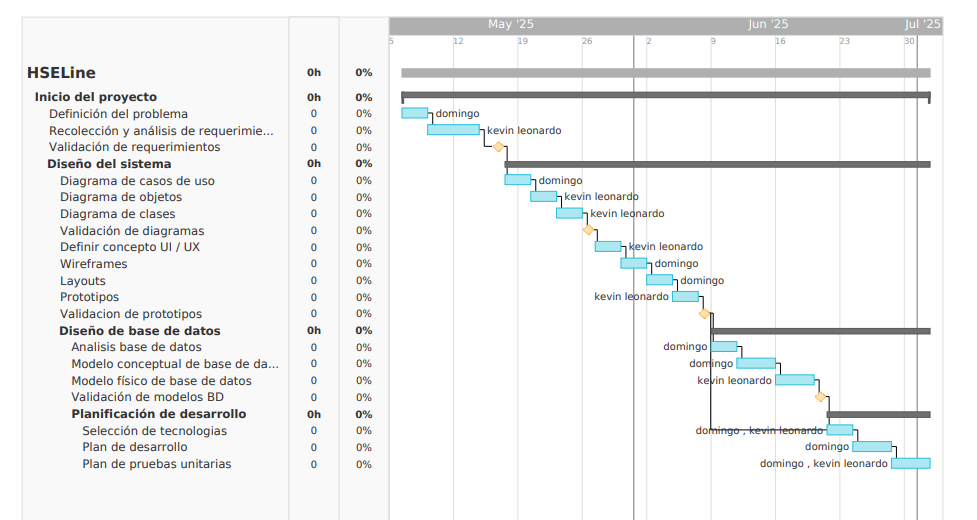 May '25 Jun '25 Jul '25
5 12 19 26 2 9 16 23 30
HSELine 0h 0%
Inicio del proyecto 0h 0%
Definición del problema 0 0% domingo
Recolección y análisis de requerimie... 0 0% kevin leonardo
Validación de requerimientos 0 0%
Diseño del sistema 0h 0%
Diagrama de casos de uso 0 0% domingo
Diagrama de objetos 0 0% kevin leonardo
Diagrama de clases 0 0% kevin leonardo
Validación de diagramas 0 0%
Definir concepto UI / UX 0 0% kevin leonardo
Wireframes 0 0% domingo
Layouts 0 0% domingo
Prototipos 0 0% kevin leonardo
Validacion de prototipos 0 0%
Diseño de base de datos 0h 0%
Analisis base de datos 0 0% domingo
Modelo conceptual de base de da... 0 0% domingo
Modelo físico de base de datos 0 0% kevin leonardo
Validación de modelos BD 0 0%
Planificación de desarrollo 0h 0%
Selección de tecnologias 0 0% domingo , kevin leonardo
Plan de desarrollo 0 0% domingo
Plan de pruebas unitarias 0 0% domingo , kevin leonardo